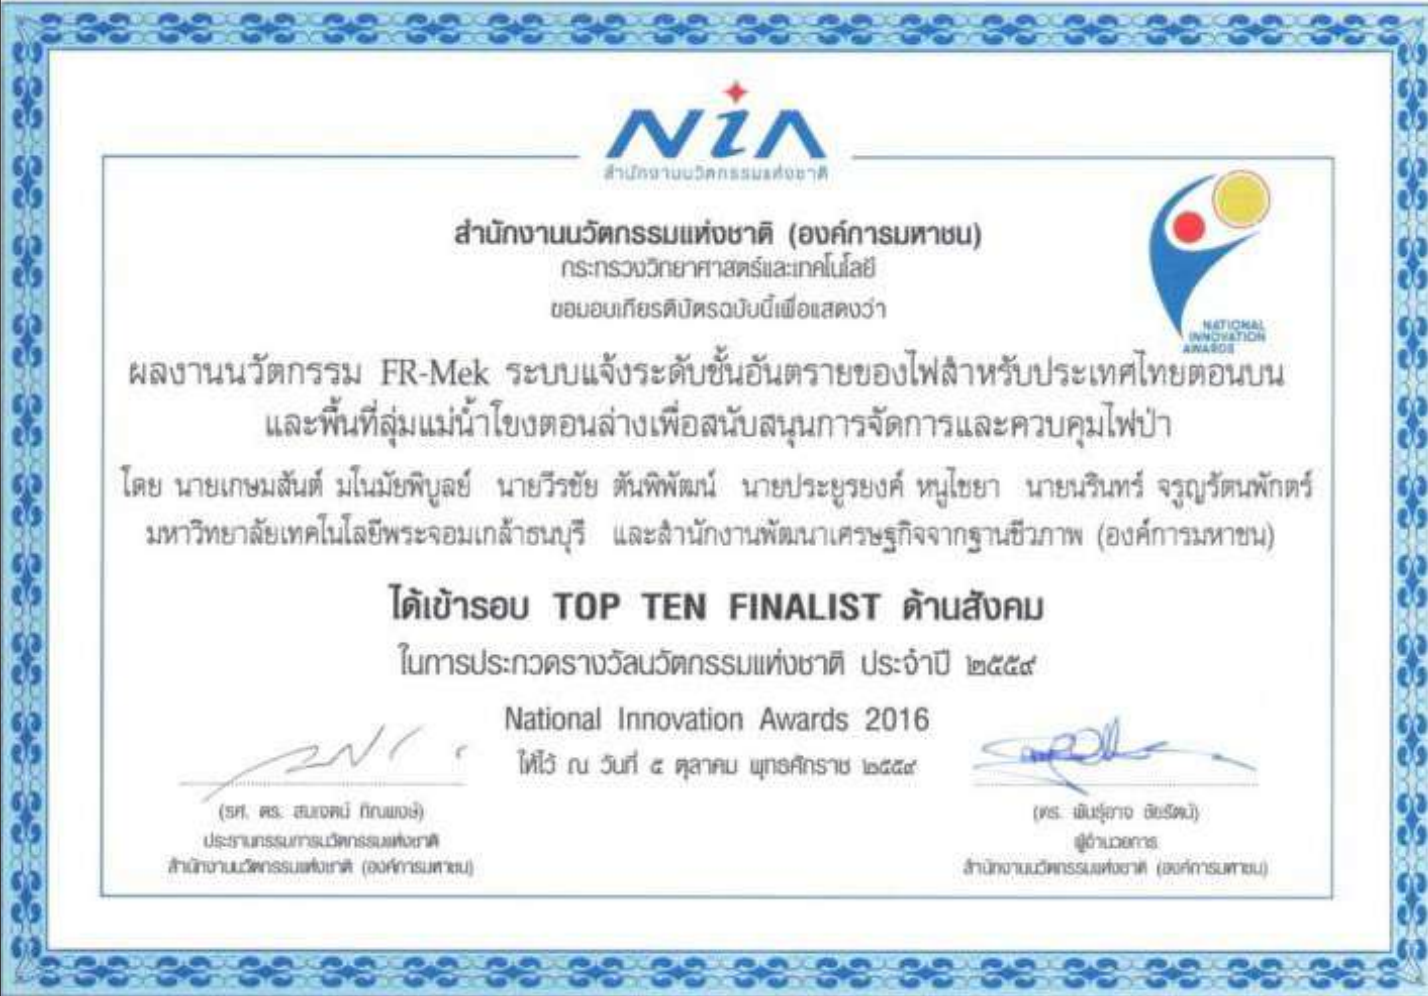 NiA
สำนักงานนวัตกรรมแห่งชาติ
สำนักงานนวัตกรรมแห่งชาติ (องค์การมหาชน)
กระทรวงวิทยาศาสตร์และเทคโนโลยี
ขอมอบเกียรติบัตรฉบับนี้เพื่อแสดงว่า
NATIONAL
INNOVATION
AWARDS
ผลงานนวัตกรรม FR-Mek ระบบแจ้งระดับชั้นอันตรายของไฟสำหรับประเทศไทยตอนบน
และพื้นที่ลุ่มแม่น้ำโขงตอนล่างเพื่อสนับสนุนการจัดการและควบคุมไฟป่า
โดย นายเกษมสันต์ มโนมัยพิบูลย์ นายวีรชัย ตันพิพัฒน์ นายประยูรยงค์ หนูไชยา นายนรินทร์ จรูญรัตนพักตร์
มหาวิทยาลัยเทคโนโลยีพระจอมเกล้าธนบุรี และสำนักงานพัฒนาเศรษฐกิจจากฐานชีวภาพ (องค์การมหาชน)
ได้เข้ารอบ TOP TEN FINALIST ด้านสังคม
ในการประกวดรางวัลนวัตกรรมแห่งชาติ ประจำปี ๒๕๕๙
National Innovation Awards 2016
ให้ไว้ ณ วันที่ ๕ ตุลาคม พุทธศักราช ๒๕๕๙
(รศ. ดร. สมเจตน์ ทิณพงษ์)
ประธานกรรมการนวัตกรรมแห่งชาติ
สำนักงานนวัตกรรมแห่งชาติ (องค์การมหาชน)
(ดร. พันธุ์อาจ ชัยรัตน์)
ผู้อำนวยการ
สำนักงานนวัตกรรมแห่งชาติ (องค์การมหาชน)